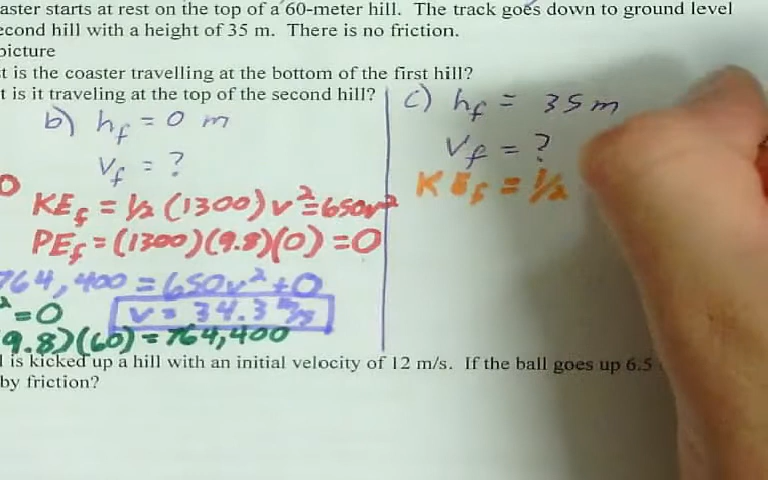 aster starts at rest on the top of a 60-meter hill. The track goes down to ground level
econd hill with a height of 35 m. There is no friction.
picture
t is the coaster travelling at the bottom of the first hill?
t is it traveling at the top of the second hill?
b) hf = 0 m
Vf = ?
KEf = 1/2 (1300) v²=650v²
PEf = (1300)(9.8)(0) = 0
764,400 = 650v² + 0
²=0
v = 34.3 m/s
9.8)(60) = 764,400
c) hf = 35 m
Vf = ?
KEf = 1/2
l is kicked up a hill with an initial velocity of 12 m/s. If the ball goes up 6.5
by friction?